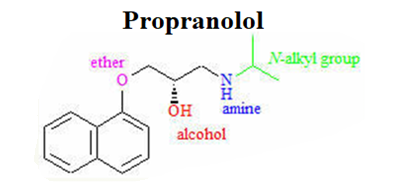 Propranolol
ether
N-alkyl group
O
N
H
OH
amine
alcohol